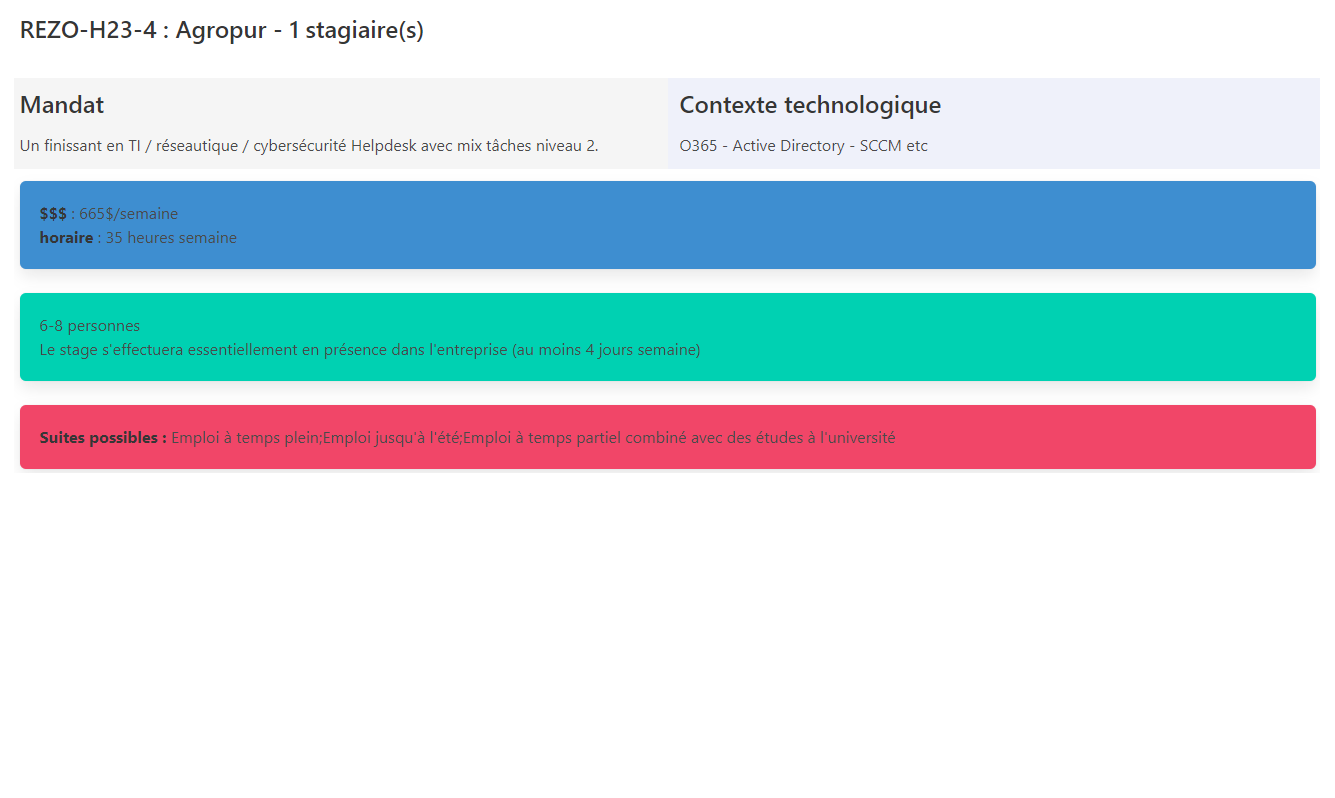 REZO-H23-4 : Agropur - 1 stagiaire(s)
Mandat
Un finissant en TI / réseautique / cybersécurité Helpdesk avec mix tâches niveau 2.
Contexte technologique
O365 - Active Directory - SCCM etc
$$$ : 665$/semaine
horaire : 35 heures semaine
6-8 personnes
Le stage s'effectuera essentiellement en présence dans l'entreprise (au moins 4 jours semaine)
Suites possibles : Emploi à temps plein;Emploi jusqu'à l'été;Emploi à temps partiel combiné avec des études à l'université